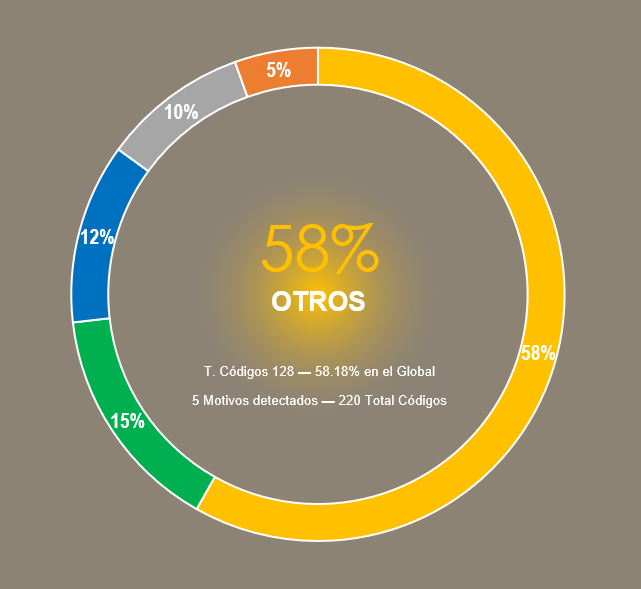 5%
10%
58%
12%
OTROS
58%
T. Códigos 128 — 58.18% en el Global
5 Motivos detectados — 220 Total Códigos
15%